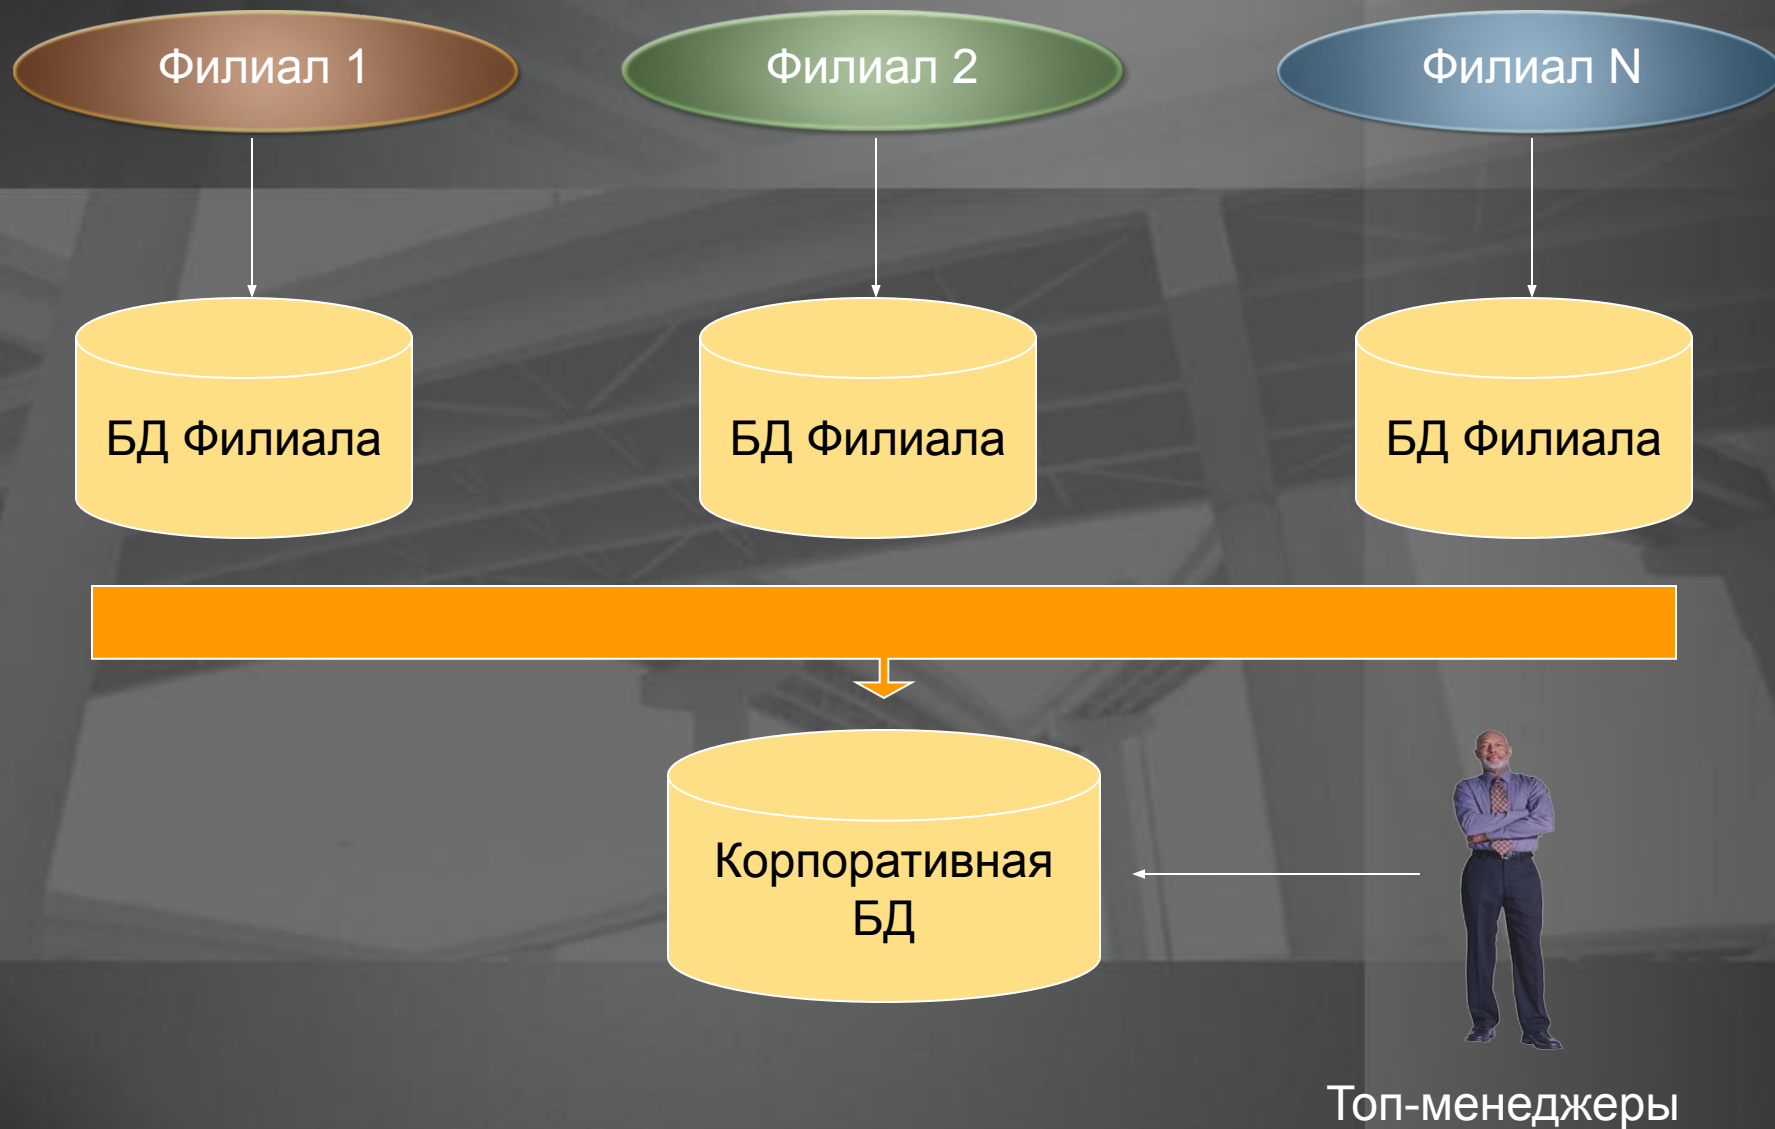 Филиал 1
Филиал 2
Филиал N
БД Филиала
БД Филиала
БД Филиала
Корпоративная
БД
Топ-менеджеры